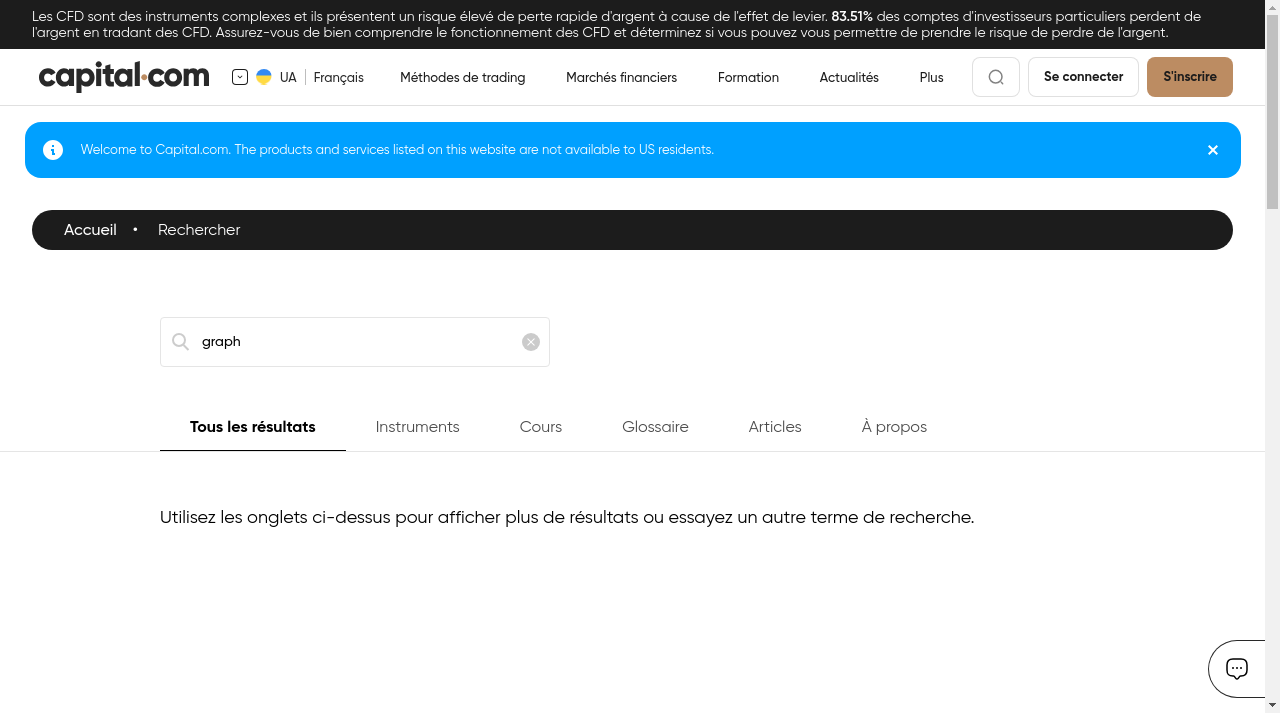 Les CFD sont des instruments complexes et ils présentent un risque élevé de perte rapide d'argent à cause de l'effet de levier. 83.51% des comptes d'investisseurs particuliers perdent de
l'argent en tradant des CFD. Assurez-vous de bien comprendre le fonctionnement des CFD et déterminez si vous pouvez vous permettre de prendre le risque de perdre de l'argent.
capital.com UA Français Méthodes de trading Marchés financiers Formation Actualités Plus Se connecter S'inscrire
Welcome to Capital.com. The products and services listed on this website are not available to US residents.
Accueil • Rechercher
graph
Tous les résultats Instruments Cours Glossaire Articles À propos
Utilisez les onglets ci-dessus pour afficher plus de résultats ou essayez un autre terme de recherche.